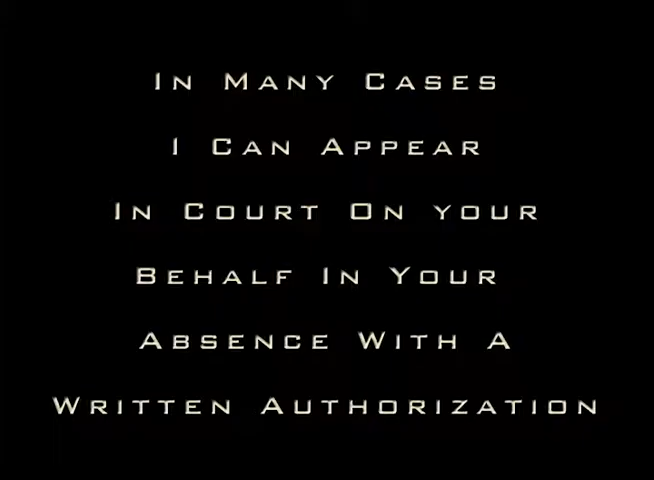 In Many Cases
I Can Appear
In Court On your
Behalf In Your
Absence With A
Written Authorization